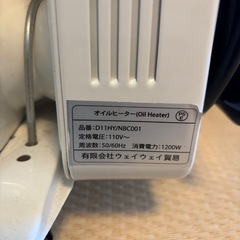 オイルヒーター(Oil Heater)
品番：D11HY/NBC001
定格電圧：110V～
周波数：50/60Hz 消費電力：1200W
有限会社ウェイウェイ貿易